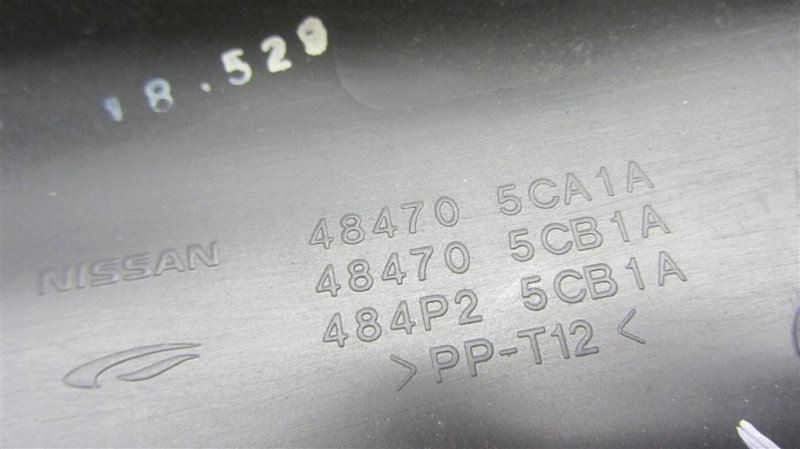 18.529
NISSAN
48470 5CA1A
48470 5CB1A
484P2 5CB1A
>PP-T12<